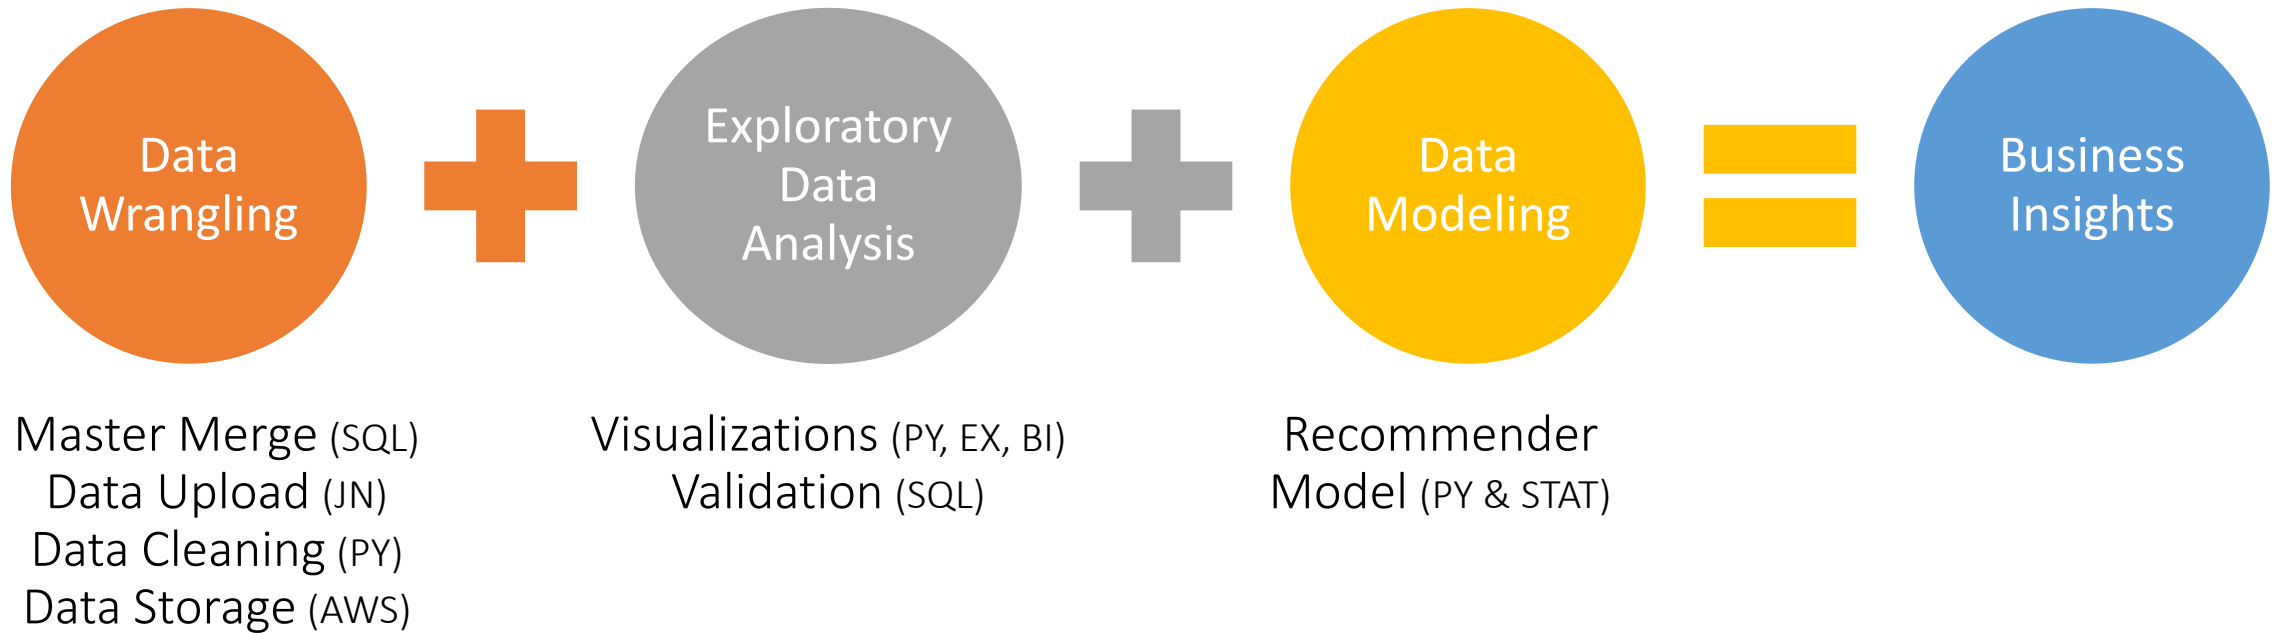 Data
Wrangling
Exploratory
Data
Analysis
Data
Modeling
Business
Insights
Master Merge (SQL)
Data Upload (JN)
Data Cleaning (PY)
Data Storage (AWS)
Visualizations (PY, EX, BI)
Validation (SQL)
Recommender
Model (PY & STAT)